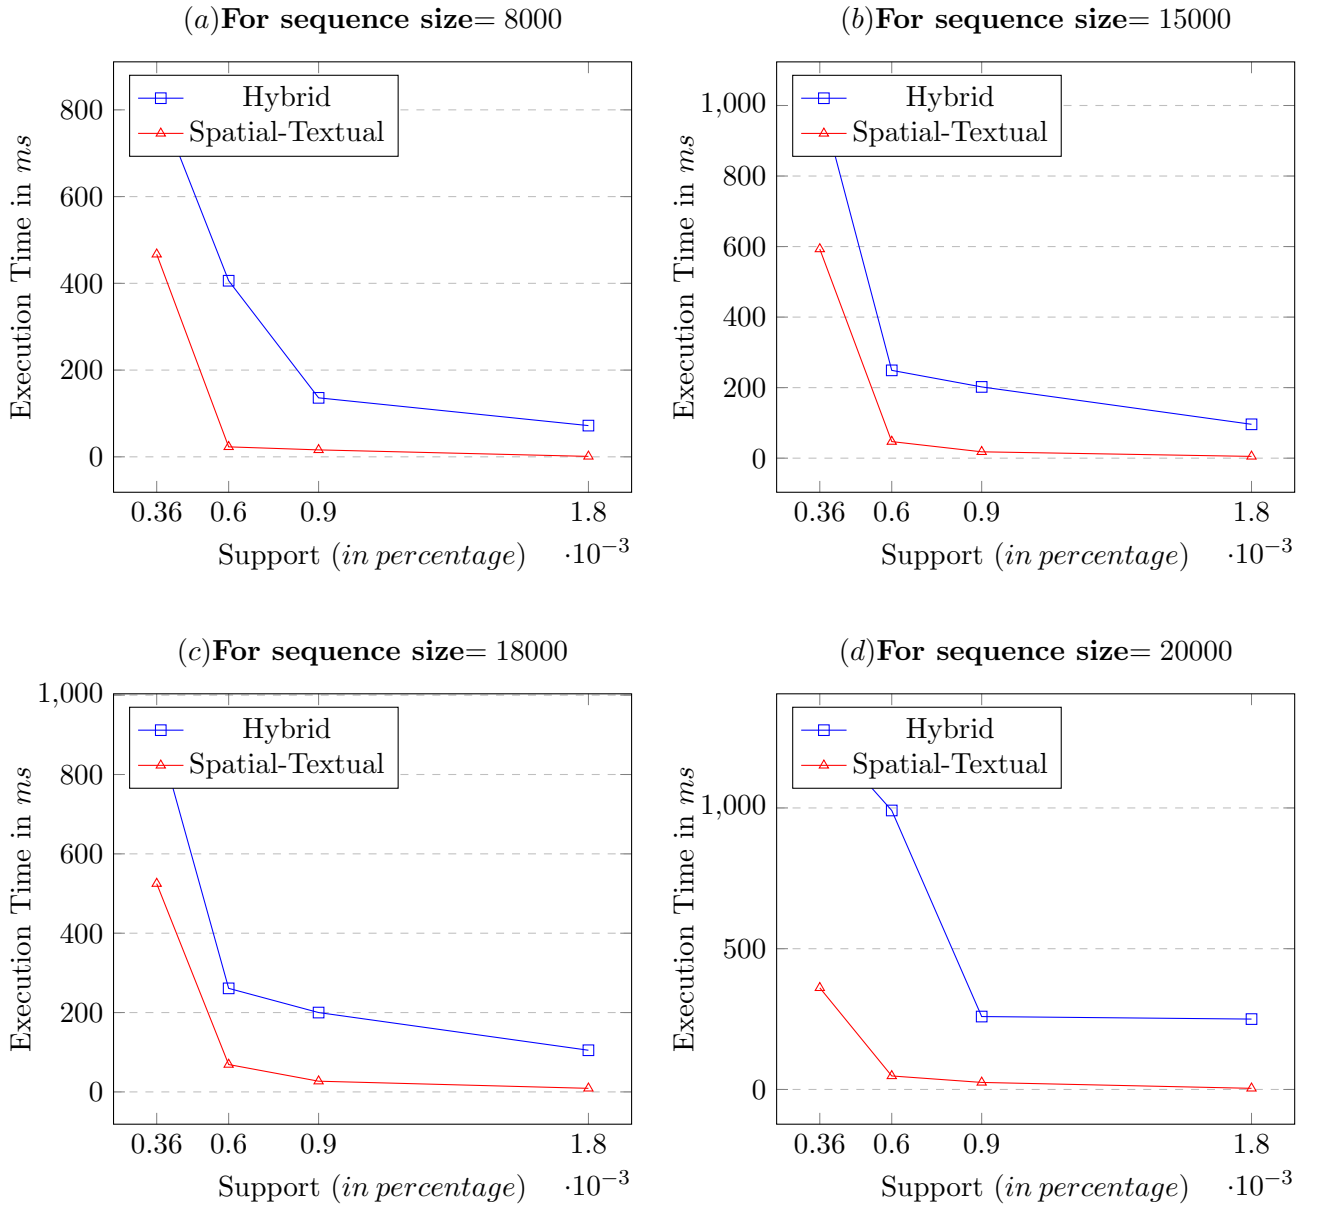 (a)For sequence size= 8000
Hybrid
Spatial-Textual
800
600
400
200
0
0.36 0.6 0.9 1.8
·10−3
Support (in percentage)
Execution Time in ms
(b)For sequence size= 15000
Hybrid
Spatial-Textual
1,000
800
600
400
200
0
0.36 0.6 0.9 1.8
·10−3
Support (in percentage)
Execution Time in ms
(c)For sequence size= 18000
Hybrid
Spatial-Textual
1,000
800
600
400
200
0
0.36 0.6 0.9 1.8
·10−3
Support (in percentage)
Execution Time in ms
(d)For sequence size= 20000
Hybrid
Spatial-Textual
1,000
500
0
0.36 0.6 0.9 1.8
·10−3
Support (in percentage)
Execution Time in ms